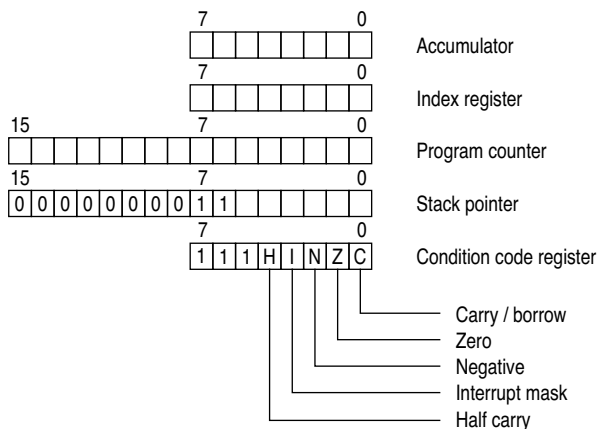 7 0
Accumulator
7 0
Index register
15 7 0
Program counter
15 7 0
0 0 0 0 0 0 0 0 1 1 Stack pointer
7 0
1 1 1 H I N Z C Condition code register
Carry / borrow
Zero
Negative
Interrupt mask
Half carry